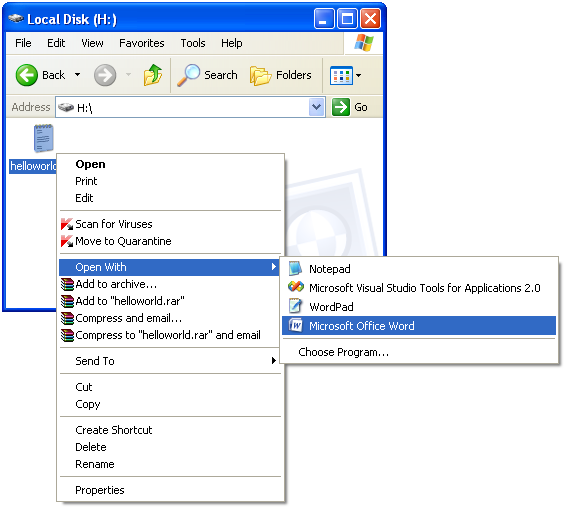 Local Disk (H:)
File Edit View Favorites Tools Help
Back Search Folders
Address H:\ Go
helloworld
Open
Print
Edit
Scan for Viruses
Move to Quarantine
Open With
Add to archive...
Add to "helloworld.rar"
Compress and email...
Compress to "helloworld.rar" and email
Send To
Cut
Copy
Create Shortcut
Delete
Rename
Properties
Notepad
Microsoft Visual Studio Tools for Applications 2.0
WordPad
Microsoft Office Word
Choose Program...